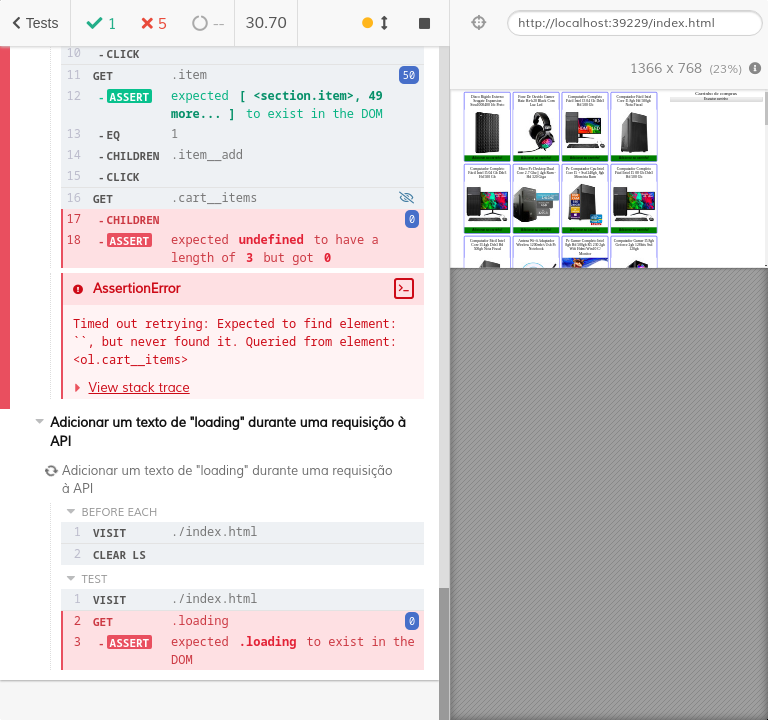 Tests
1
5
--
30.70
10 -CLICK
11 GET .item 50
12 -ASSERT expected [ <section.item>, 49
more... ] to exist in the DOM
13 -EQ 1
14 -CHILDREN .item__add
15 -CLICK
16 GET .cart__items
17 -CHILDREN 0
18 -ASSERT expected undefined to have a
length of 3 but got 0
AssertionError
Timed out retrying: Expected to find element:
``, but never found it. Queried from element:
<ol.cart__items>
View stack trace
Adicionar um texto de "loading" durante uma requisição à
API
Adicionar um texto de "loading" durante uma requisição
à API
BEFORE EACH
1 VISIT ./index.html
2 CLEAR LS
TEST
1 VISIT ./index.html
2 GET .loading 0
3 -ASSERT expected .loading to exist in the
DOM
http://localhost:39229/index.html
1366 x 768 (23%)
Carrinho de compras